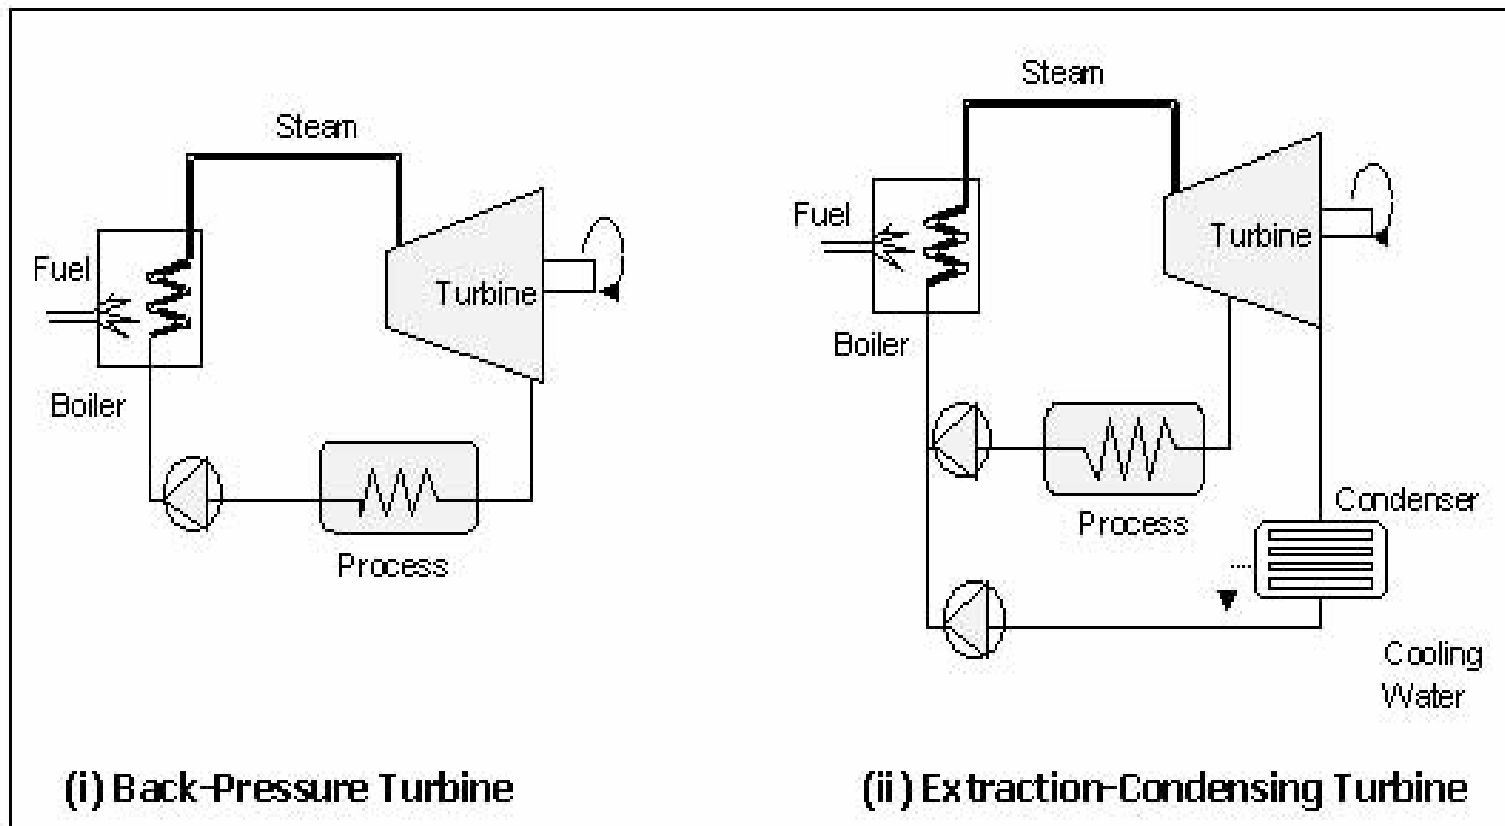 Steam
Fuel
Turbine
Boiler
Process
(i) Back-Pressure Turbine
Steam
Fuel
Turbine
Boiler
Process
Condenser
Cooling
Water
(ii) Extraction-Condensing Turbine